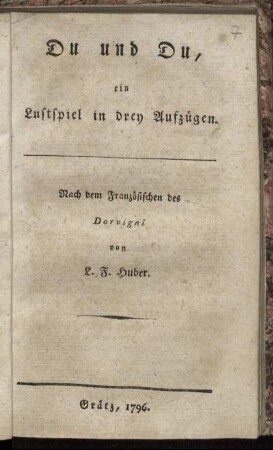 7
Du und Du,
ein
Lustspiel in drey Aufzügen.
Nach dem Französischen des
Dorvigni
von
L. F. Huber.
Grätz, 1796.